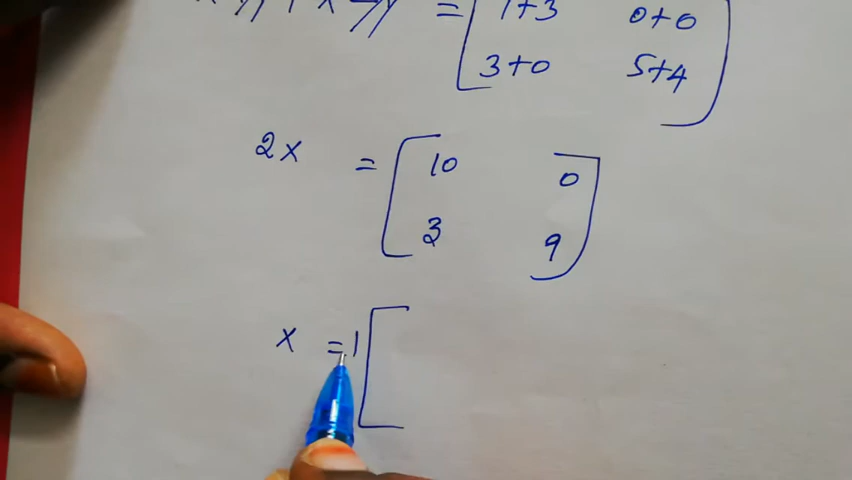 = [ 1+3 0+0
3+0 5+4 ]
2x = [ 10 0
3 9 ]
x = 1 [